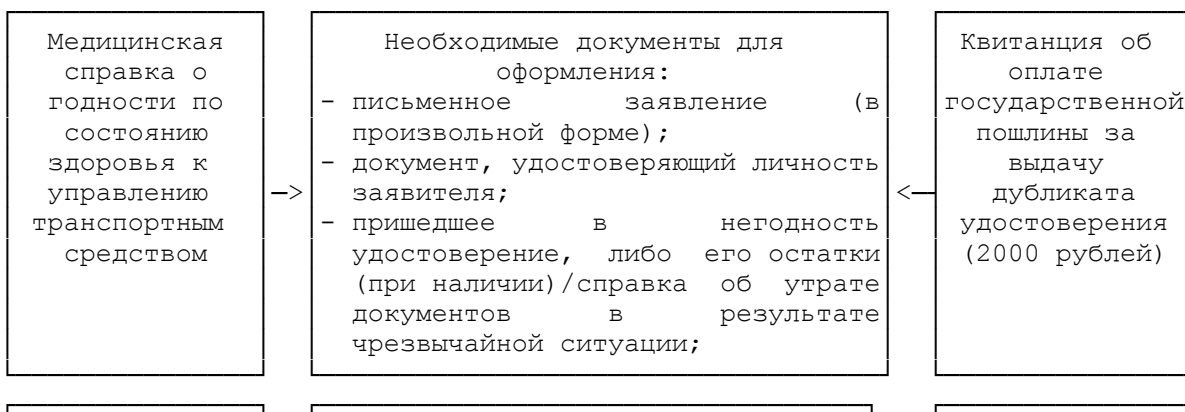 Медицинская
справка о
годности по
состоянию
здоровья к
управлению
транспортным
средством
─>
Необходимые документы для
оформления:
- письменное заявление (в
произвольной форме);
- документ, удостоверяющий личность
заявителя;
- пришедшее в негодность
удостоверение, либо его остатки
(при наличии)/справка об утрате
документов в результате
чрезвычайной ситуации;
<─
Квитанция об
оплате
государственной
пошлины за
выдачу
дубликата
удостоверения
(2000 рублей)